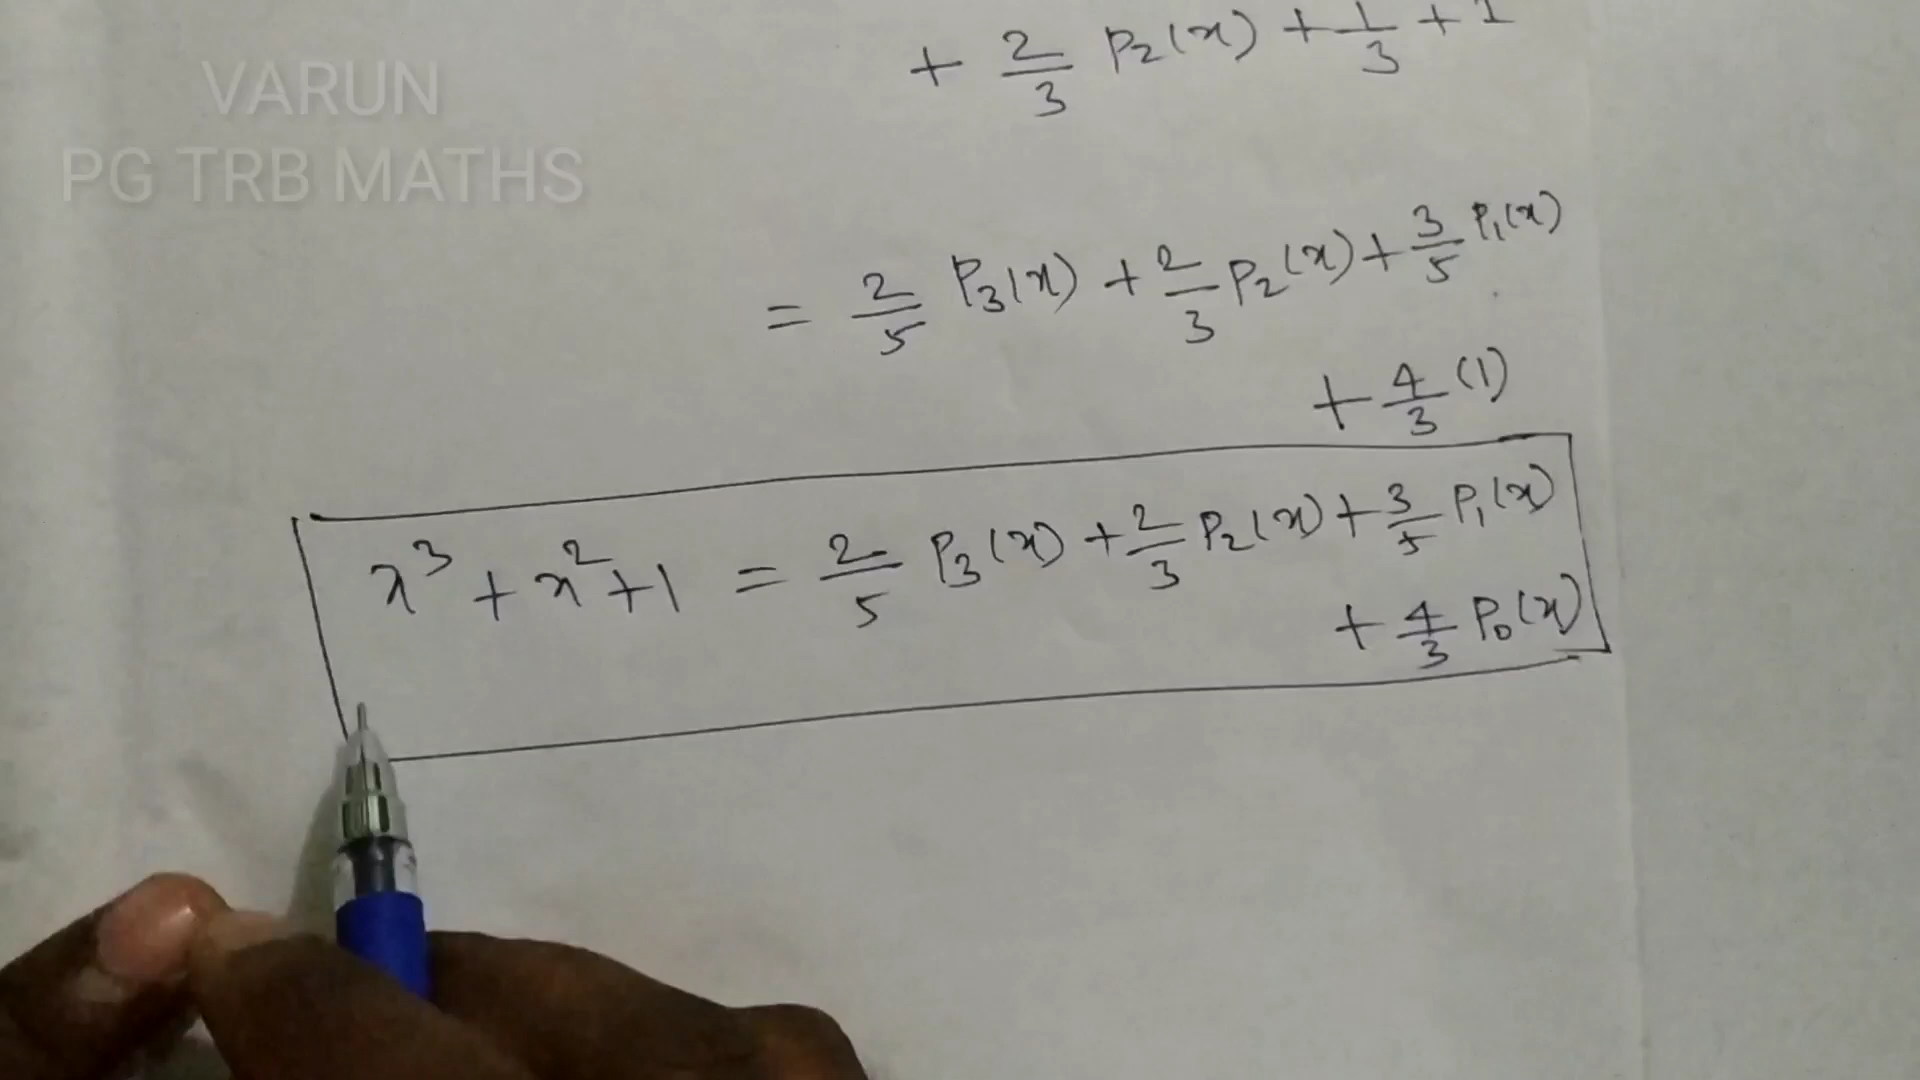 VARUN
PG TRB MATHS
+ 2/3 P₂(x) + 1/3 + 1
= 2/5 P₃(x) + 2/3 P₂(x) + 3/5 P₁(x)
+ 4/3 (1)
x³ + x² + 1 = 2/5 P₃(x) + 2/3 P₂(x) + 3/5 P₁(x)
+ 4/3 P₀(x)